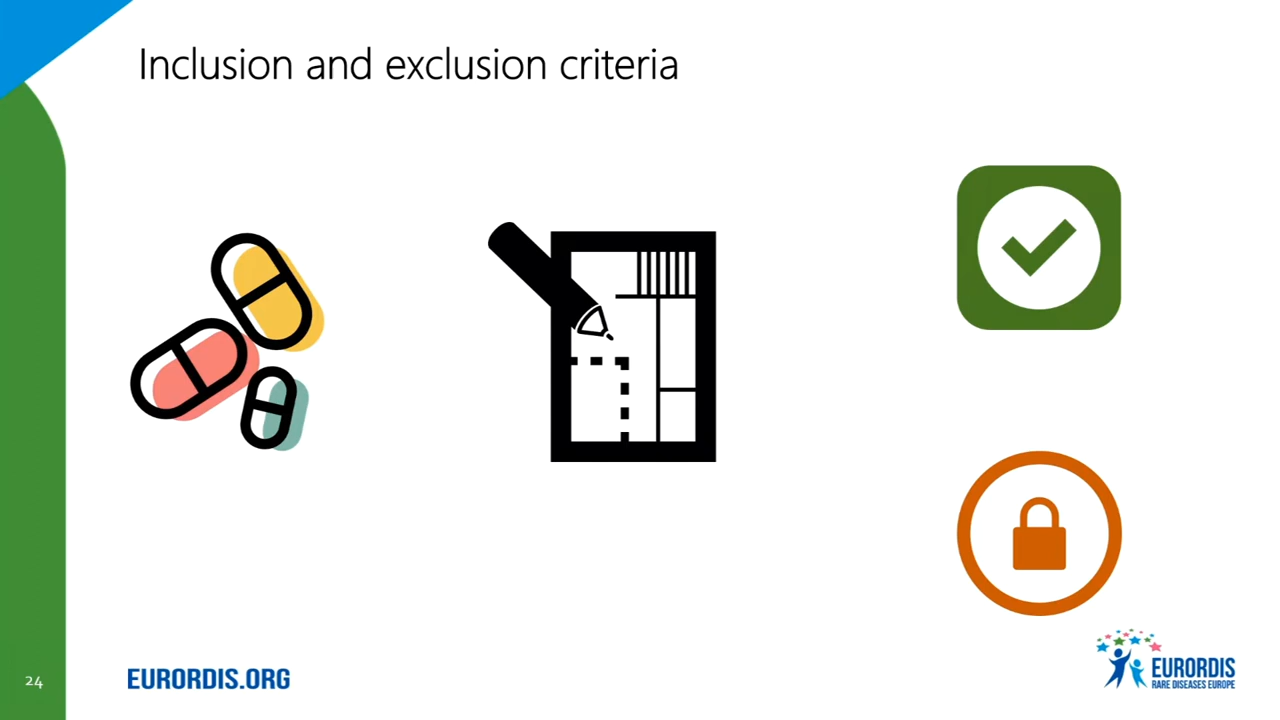 Inclusion and exclusion criteria
24
EURORDIS.ORG
EURORDIS
RARE DISEASES EUROPE